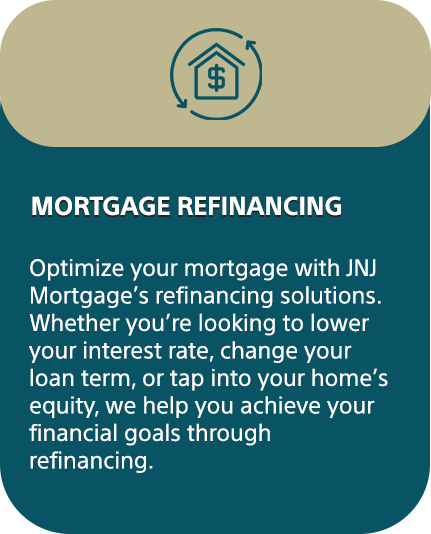 $
MORTGAGE REFINANCING
Optimize your mortgage with JNJ
Mortgage’s refinancing solutions.
Whether you’re looking to lower
your interest rate, change your
loan term, or tap into your home’s
equity, we help you achieve your
financial goals through
refinancing.